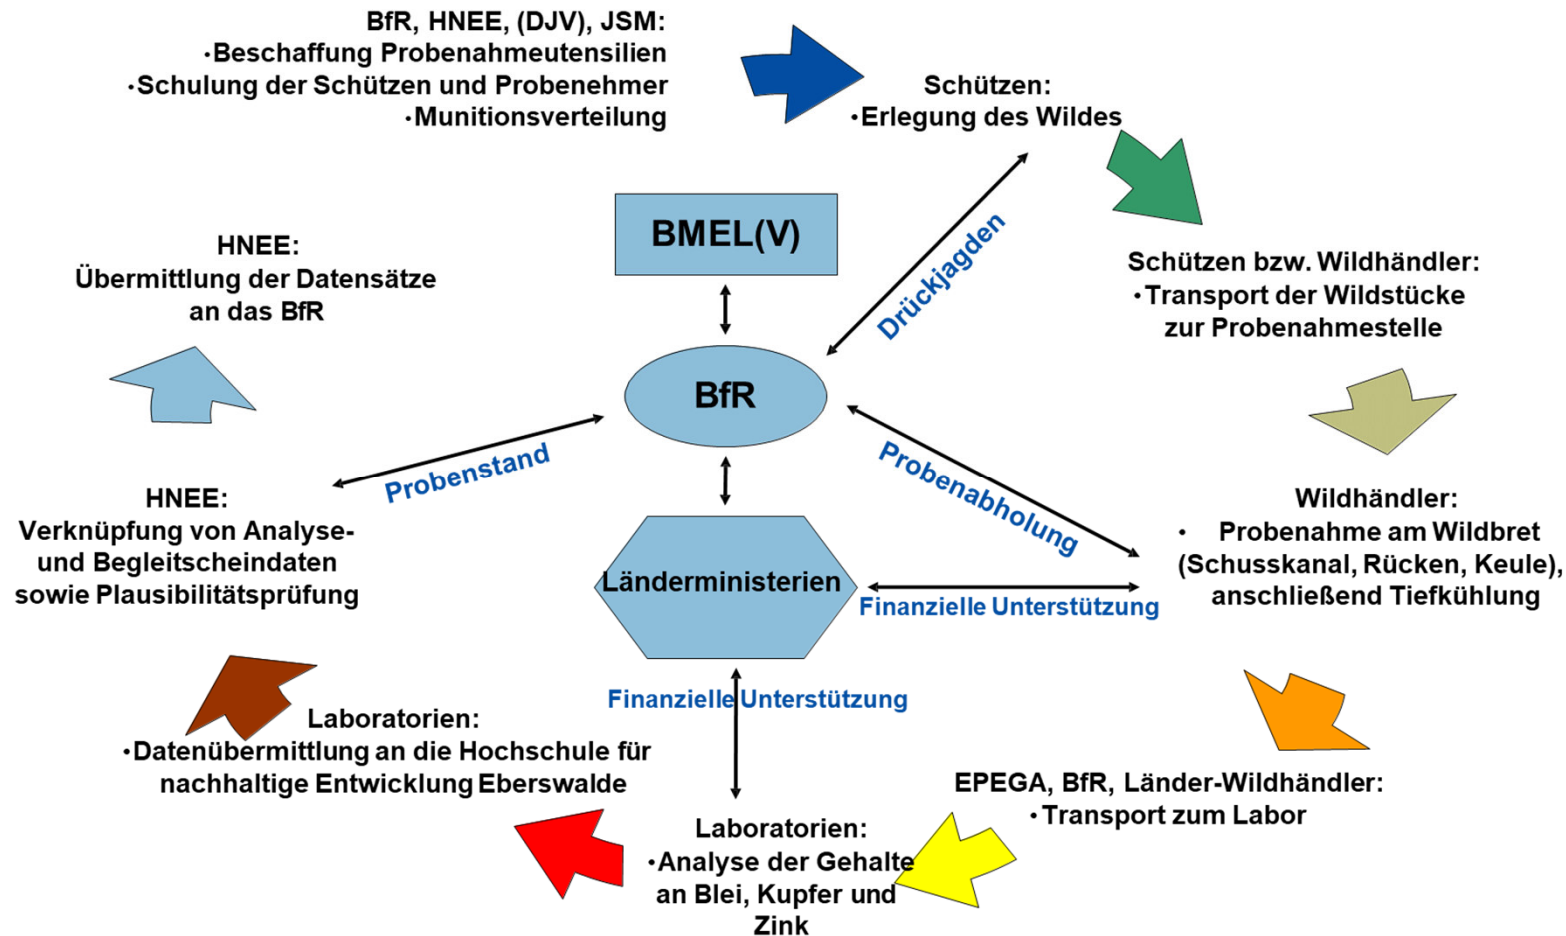 BfR, HNEE, (DJV), JSM:
•Beschaffung Probenahmeutensilien
•Schulung der Schützen und Probenehmer
•Munitionsverteilung
Schützen:
•Erlegung des Wildes
Schützen bzw. Wildhändler:
•Transport der Wildstücke
zur Probenahmestelle
Wildhändler:
• Probenahme am Wildbret
(Schusskanal, Rücken, Keule),
anschließend Tiefkühlung
EPEGA, BfR, Länder-Wildhändler:
•Transport zum Labor
Laboratorien:
•Analyse der Gehalte
an Blei, Kupfer und
Zink
Laboratorien:
•Datenübermittlung an die Hochschule für
nachhaltige Entwicklung Eberswalde
HNEE:
Verknüpfung von Analyse-
und Begleitscheindaten
sowie Plausibilitätsprüfung
HNEE:
Übermittlung der Datensätze
an das BfR
BMEL(V)
BfR
Länderministerien
Drückjagden
Probenstand
Probenabholung
Finanzielle Unterstützung
Finanzielle Unterstützung